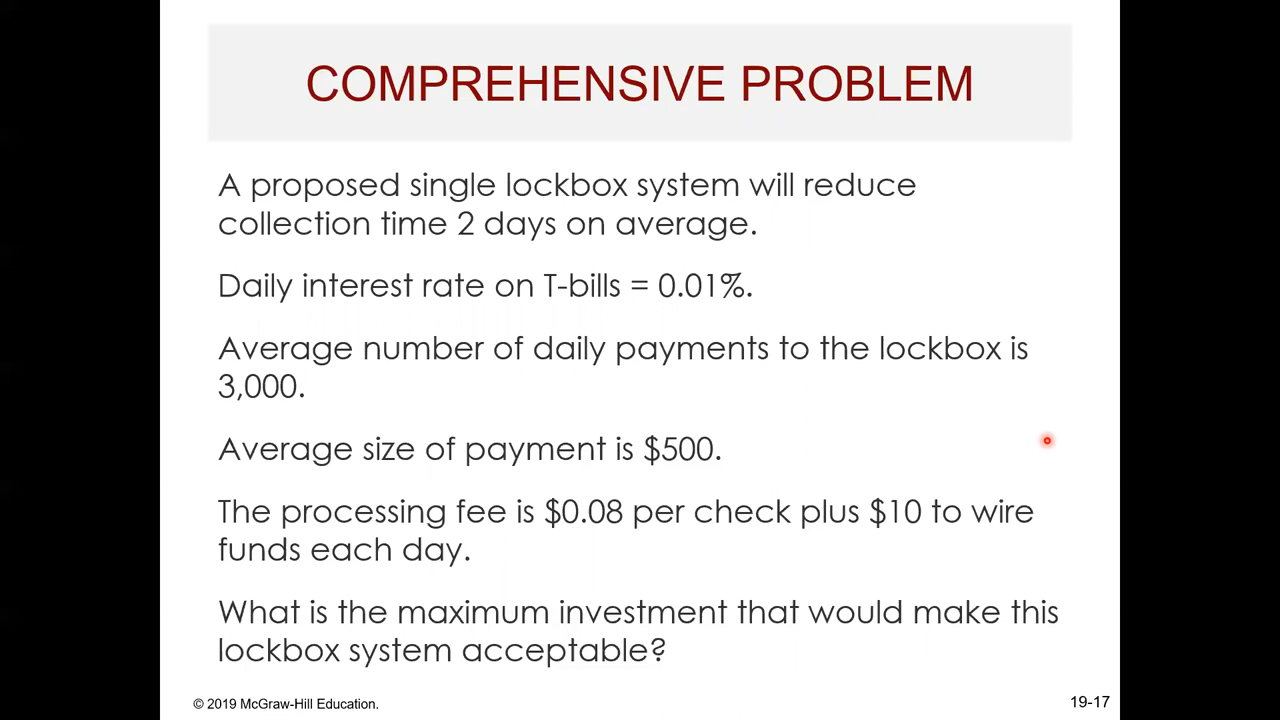 COMPREHENSIVE PROBLEM
A proposed single lockbox system will reduce
collection time 2 days on average.
Daily interest rate on T-bills = 0.01%.
Average number of daily payments to the lockbox is
3,000.
Average size of payment is $500.
The processing fee is $0.08 per check plus $10 to wire
funds each day.
What is the maximum investment that would make this
lockbox system acceptable?
© 2019 McGraw-Hill Education.
19-17